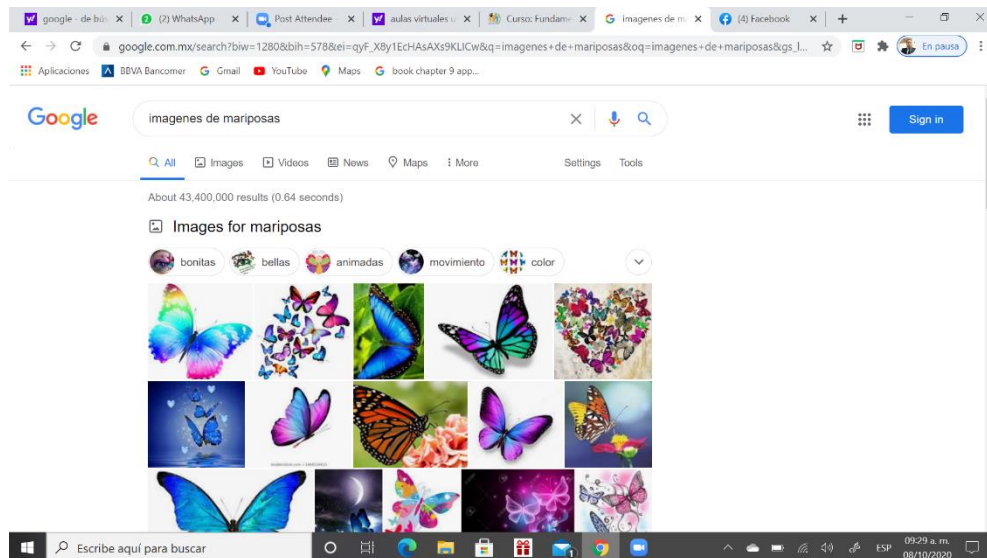 google - de bús
(2) WhatsApp
Post Attendee -
aulas virtuales u
Curso: Fundame
imagenes de m
(4) Facebook
google.com.mx/search?biw=1280&bih=578&ei=qyF_X8y1EcHAsAXs9KLICw&q=imagenes+de+mariposas&oq=imagenes+de+mariposas&gs_l...
En pausa
Aplicaciones
BBVA Bancomer
Gmail
YouTube
Maps
book chapter 9 app...
Google
imagenes de mariposas
Sign in
All
Images
Videos
News
Maps
More
Settings
Tools
About 43,400,000 results (0.64 seconds)
Images for mariposas
bonitas
bellas
animadas
movimiento
color
Escribe aquí para buscar
ESP
09:29 a. m.
08/10/2020